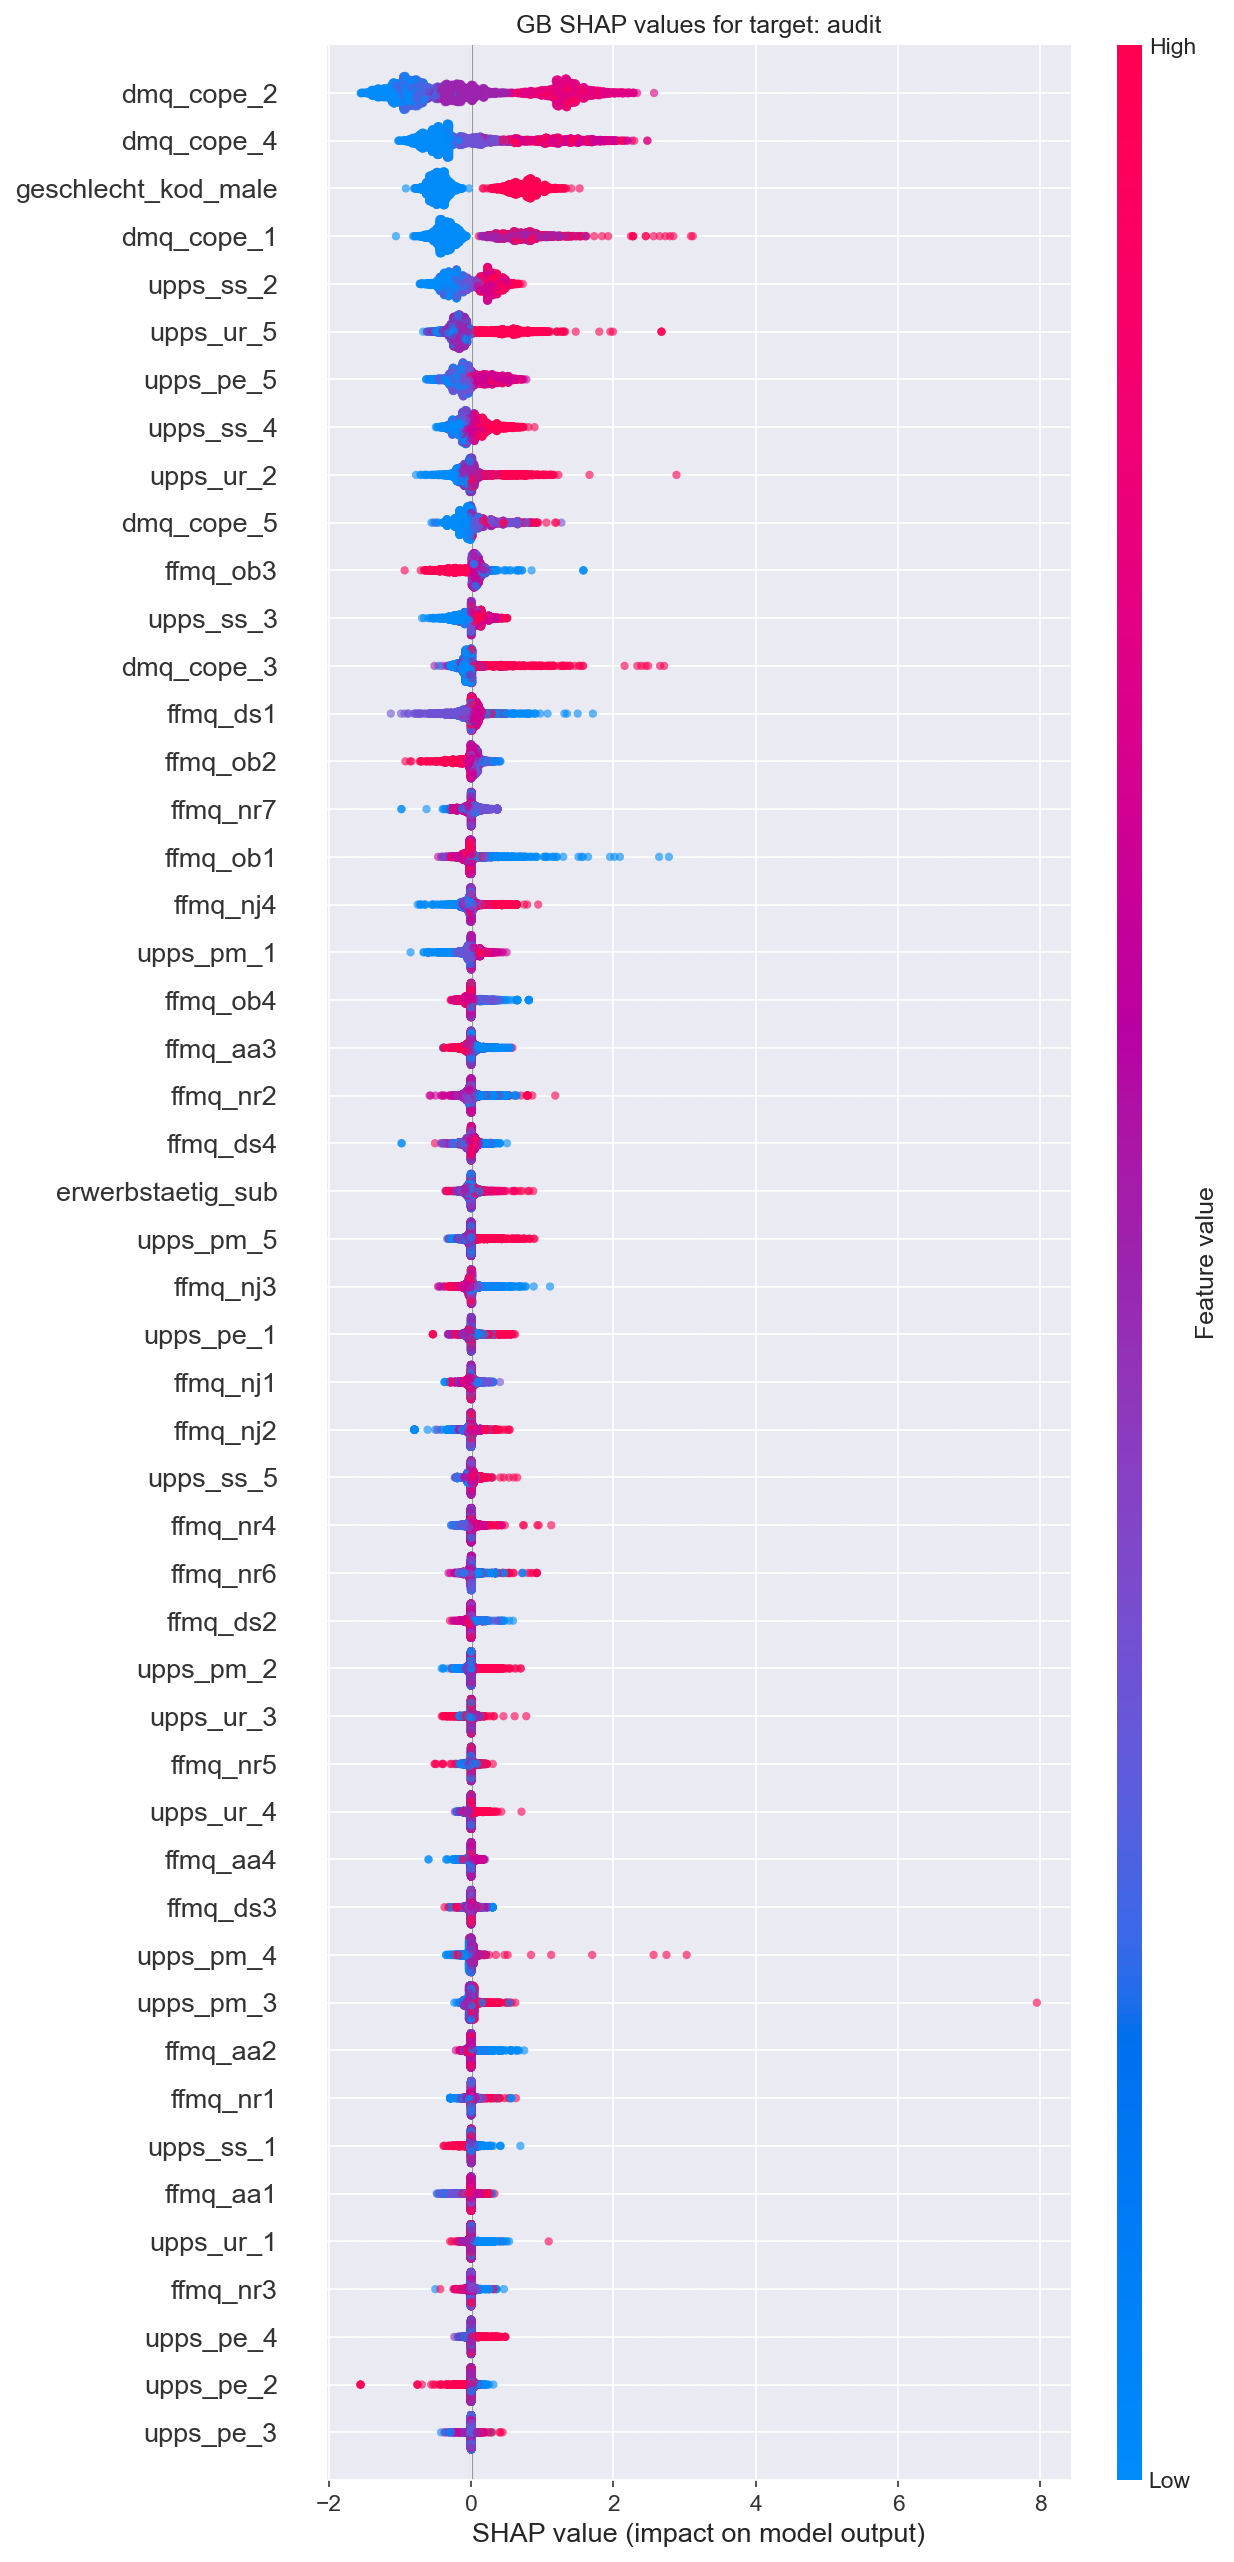 GB SHAP values for target: audit
High
dmq_cope_2
dmq_cope_4
geschlecht_kod_male
dmq_cope_1
upps_ss_2
upps_ur_5
upps_pe_5
upps_ss_4
upps_ur_2
dmq_cope_5
ffmq_ob3
upps_ss_3
dmq_cope_3
ffmq_ds1
ffmq_ob2
ffmq_nr7
ffmq_ob1
ffmq_nj4
upps_pm_1
ffmq_ob4
ffmq_aa3
ffmq_nr2
ffmq_ds4
erwerbstaetig_sub
upps_pm_5
ffmq_nj3
upps_pe_1
ffmq_nj1
ffmq_nj2
upps_ss_5
ffmq_nr4
ffmq_nr6
ffmq_ds2
upps_pm_2
upps_ur_3
ffmq_nr5
upps_ur_4
ffmq_aa4
ffmq_ds3
upps_pm_4
upps_pm_3
ffmq_aa2
ffmq_nr1
upps_ss_1
ffmq_aa1
upps_ur_1
ffmq_nr3
upps_pe_4
upps_pe_2
upps_pe_3
Feature value
Low
−2 0 2 4 6 8
SHAP value (impact on model output)